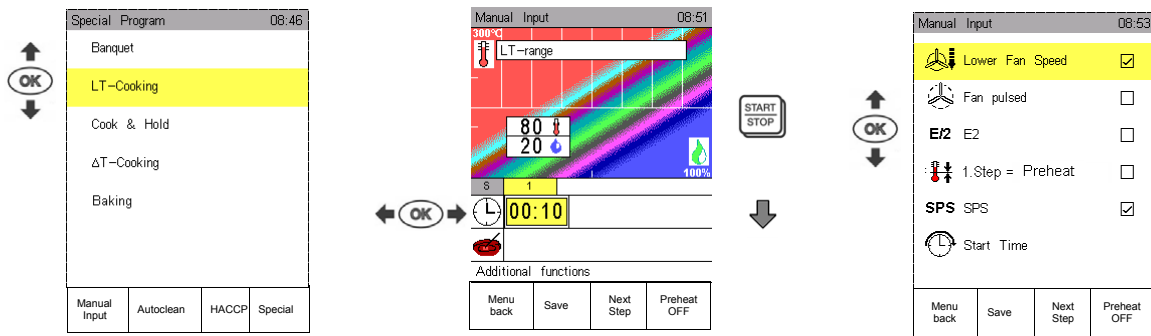 Special Program 08:46
Banquet
OK
LT-Cooking
Cook & Hold
ΔT-Cooking
Baking
Manual Input
Autoclean
HACCP
Special
Manual Input 08:51
300°C
LT-range
80
20
100%
S 1
OK
00:10
Additional functions
Menu back
Save
Next Step
Preheat OFF
START
STOP
Manual Input 08:53
Lower Fan Speed
Fan pulsed
OK
E/2 E2
1.Step = Preheat
SPS SPS
Start Time
Menu back
Save
Next Step
Preheat OFF